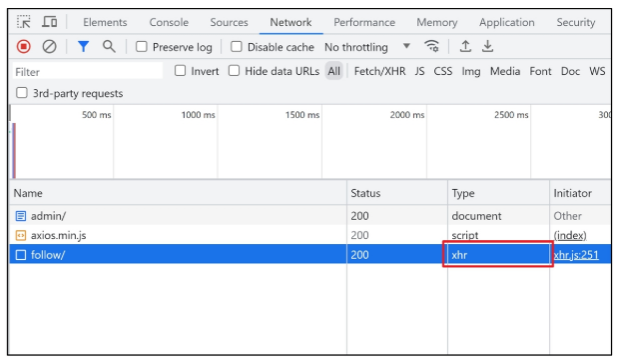 Elements Console Sources Network Performance Memory Application Security
Preserve log Disable cache No throttling
Filter Invert Hide data URLs All Fetch/XHR JS CSS Img Media Font Doc WS
3rd-party requests
500 ms 1000 ms 1500 ms 2000 ms 2500 ms 300
Name Status Type Initiator
admin/ 200 document Other
axios.min.js 200 script (index)
follow/ 200 xhr xhr.js:251